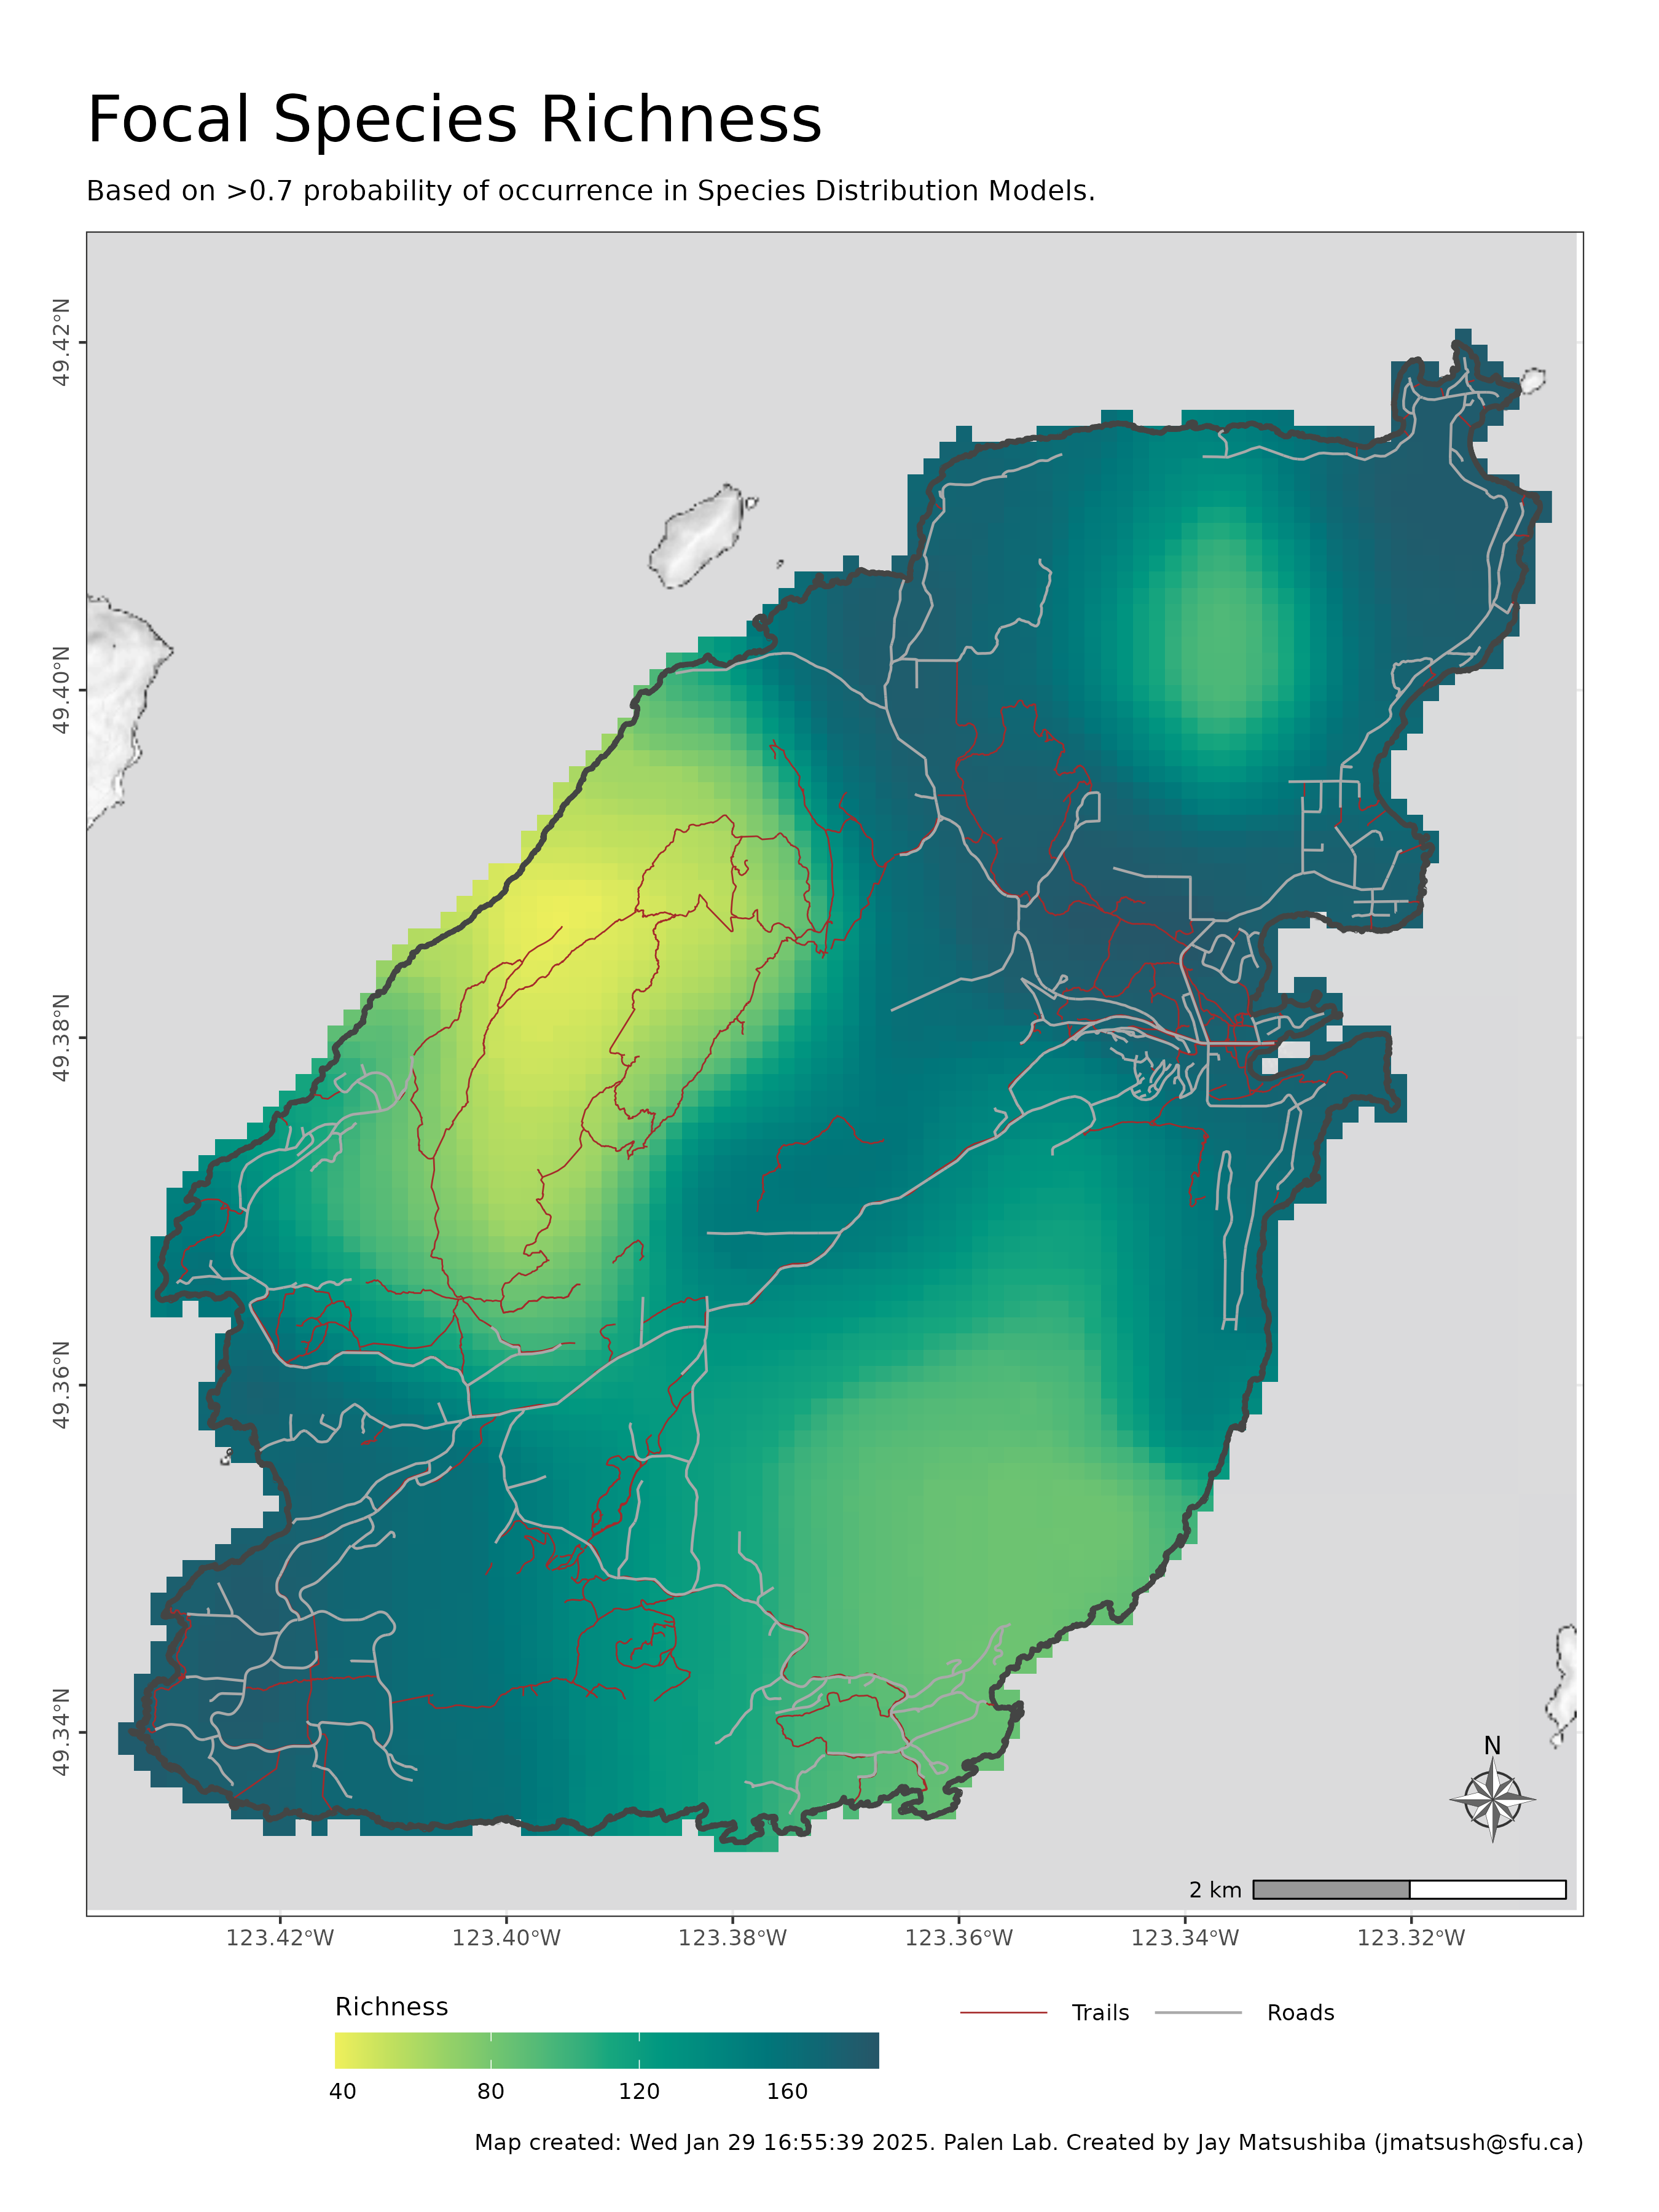 Focal Species Richness
Based on >0.7 probability of occurrence in Species Distribution Models.
49.42°N
49.40°N
49.38°N
49.36°N
49.34°N
N
2 km
123.42°W 123.40°W 123.38°W 123.36°W 123.34°W 123.32°W
Richness
Trails Roads
40 80 120 160
Map created: Wed Jan 29 16:55:39 2025. Palen Lab. Created by Jay Matsushiba (jmatsush@sfu.ca)